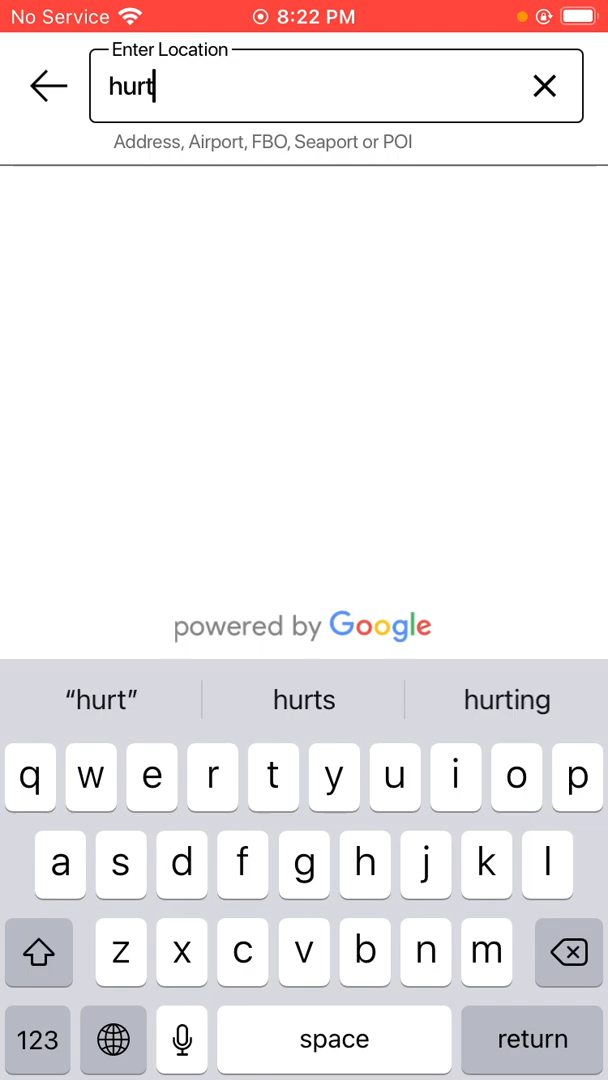 No Service 8:22 PM
Enter Location
hurt
Address, Airport, FBO, Seaport or POI
powered by Google
“hurt” hurts hurting
q w e r t y u i o p
a s d f g h j k l
z x c v b n m
123 space return